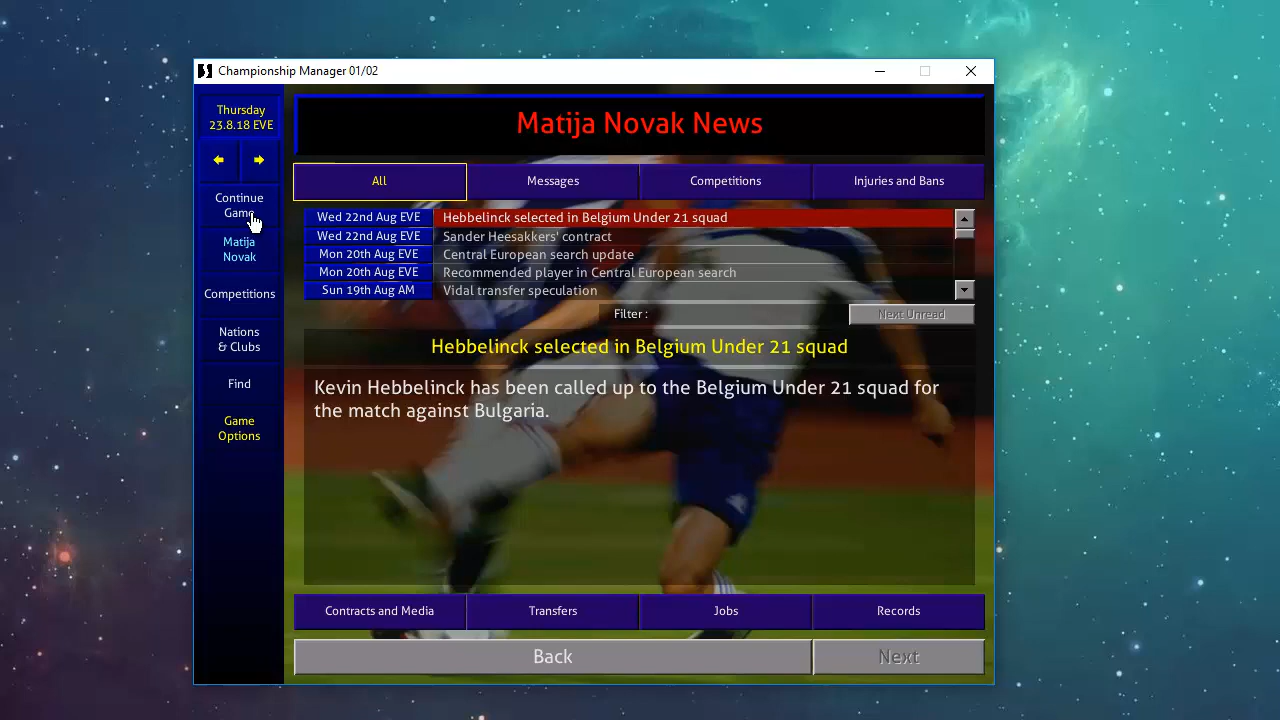 Championship Manager 01/02
Thursday
23.8.18 EVE
Continue
Game
Matija
Novak
Competitions
Nations
& Clubs
Find
Game
Options
Matija Novak News
All
Messages
Competitions
Injuries and Bans
Wed 22nd Aug EVE Hebbelinck selected in Belgium Under 21 squad
Wed 22nd Aug EVE Sander Heesakkers' contract
Mon 20th Aug EVE Central European search update
Mon 20th Aug EVE Recommended player in Central European search
Sun 19th Aug AM Vidal transfer speculation
Filter :
Next Unread
Hebbelinck selected in Belgium Under 21 squad
Kevin Hebbelinck has been called up to the Belgium Under 21 squad for
the match against Bulgaria.
Contracts and Media
Transfers
Jobs
Records
Back
Next